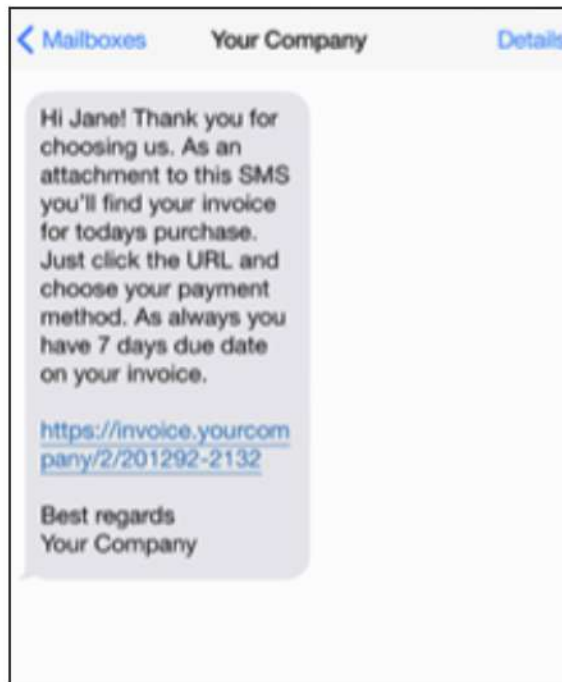 Mailboxes Your Company Details
Hi Jane! Thank you for
choosing us. As an
attachment to this SMS
you'll find your invoice
for todays purchase.
Just click the URL and
choose your payment
method. As always you
have 7 days due date
on your invoice.
https://invoice.yourcom
pany/2/201292-2132
Best regards
Your Company